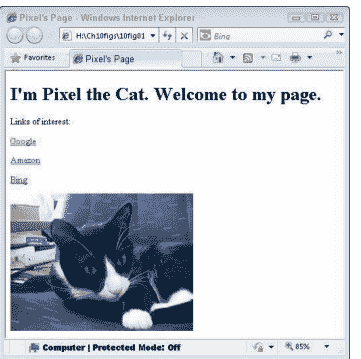 Pixel's Page - Windows Internet Explorer
H:\Ch10figs\10fig01
Bing
Favorites
Pixel's Page
I'm Pixel the Cat. Welcome to my page.
Links of interest:
Google
Amazon
Bing
Computer | Protected Mode: Off
85%